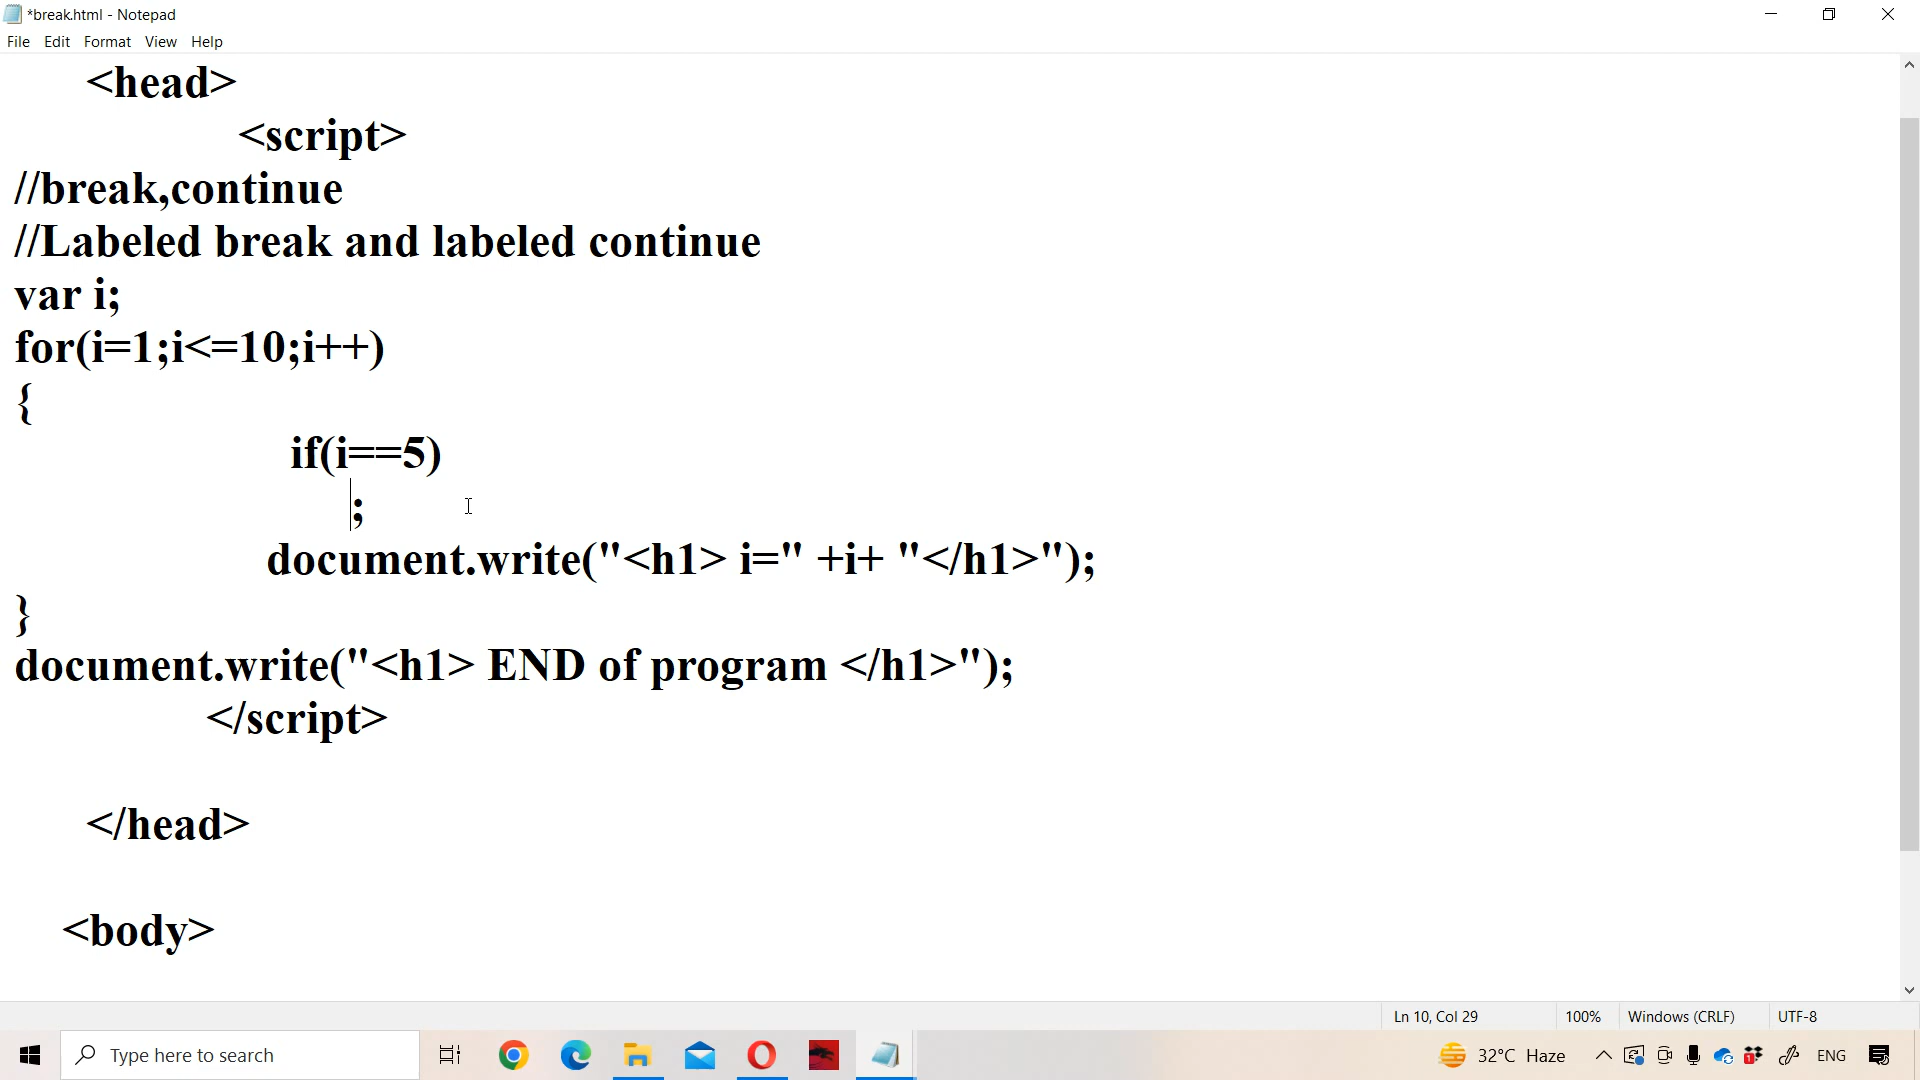 *break.html - Notepad
File Edit Format View Help
<head>
<script>
//break,continue
//Labeled break and labeled continue
var i;
for(i=1;i<=10;i++)
{
if(i==5)
;
document.write("<h1> i=" +i+ "</h1>");
}
document.write("<h1> END of program </h1>");
</script>
</head>
<body>
Ln 10, Col 29 100% Windows (CRLF) UTF-8
Type here to search 32°C Haze 1 ENG